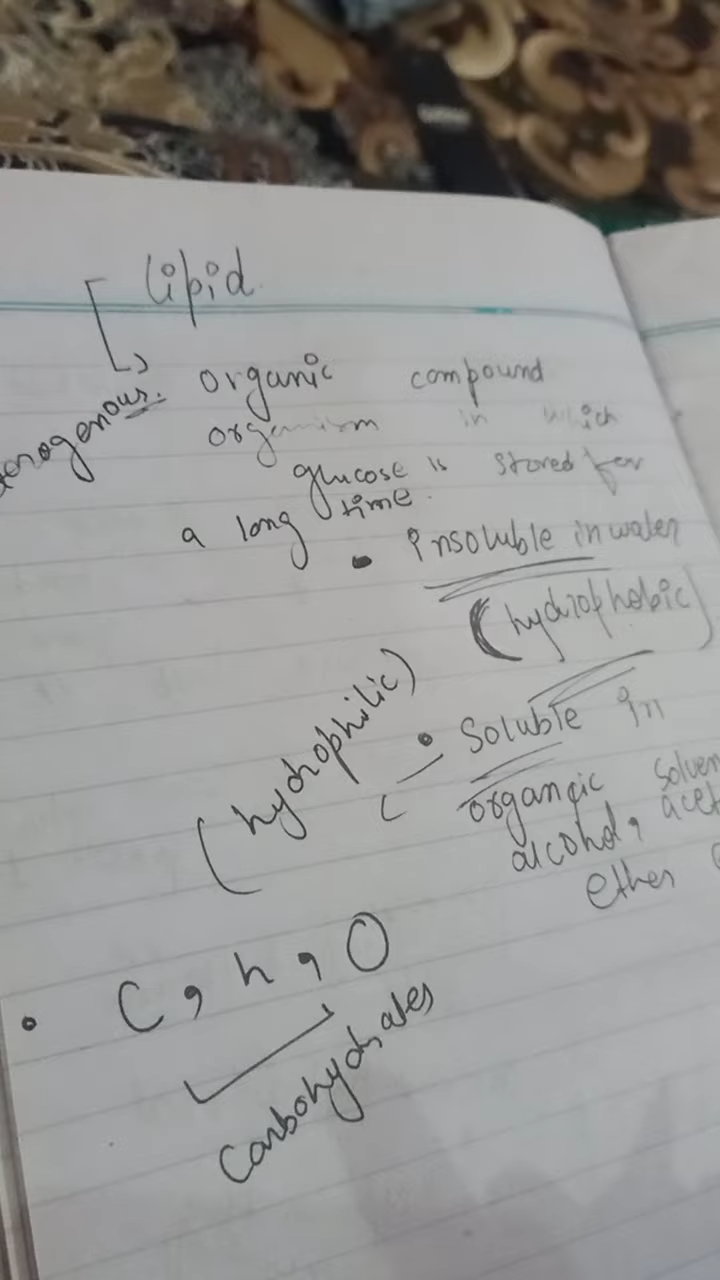 Lipid
erogenous. organic compound
organism in which
glucose is stored for
a long time.
• insoluble in water
(hydrophobic)
(hydrophilic)
• Soluble in
organic solven
alcohol, acet
ether
• C, h, O
Carbohydrates